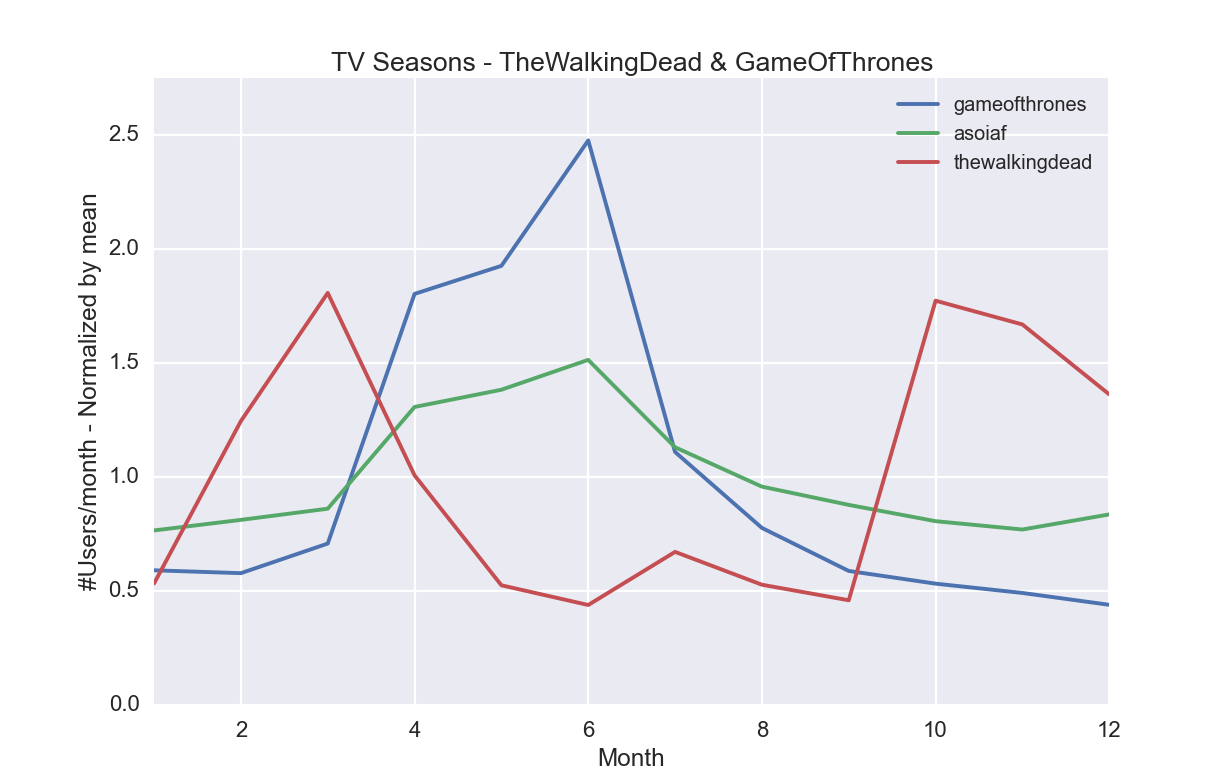 TV Seasons - TheWalkingDead & GameOfThrones
gameofthrones
asoiaf
thewalkingdead
#Users/month - Normalized by mean
2.5
2.0
1.5
1.0
0.5
0.0
2 4 6 8 10 12
Month